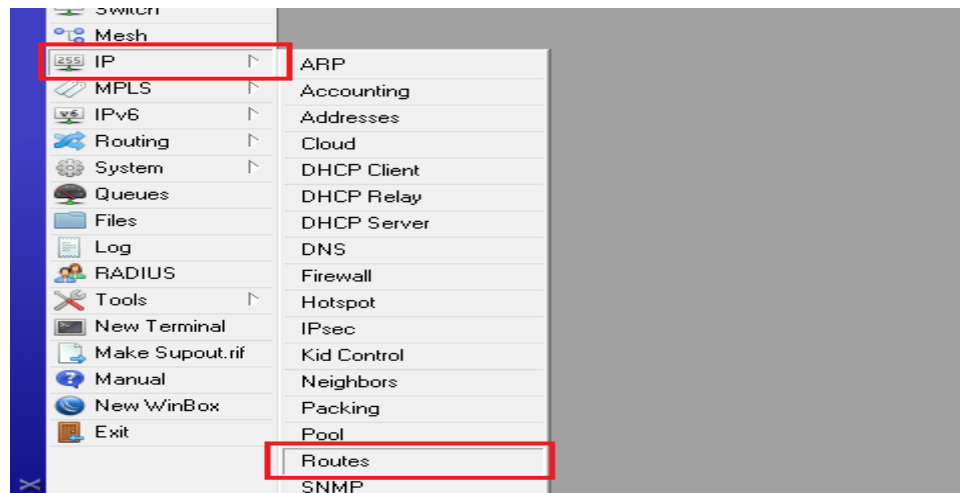 Switch
Mesh
255 IP
MPLS
v6 IPv6
Routing
System
Queues
Files
Log
RADIUS
Tools
New Terminal
Make Supout.rif
Manual
New WinBox
Exit
ARP
Accounting
Addresses
Cloud
DHCP Client
DHCP Relay
DHCP Server
DNS
Firewall
Hotspot
IPsec
Kid Control
Neighbors
Packing
Pool
Routes
SNMP